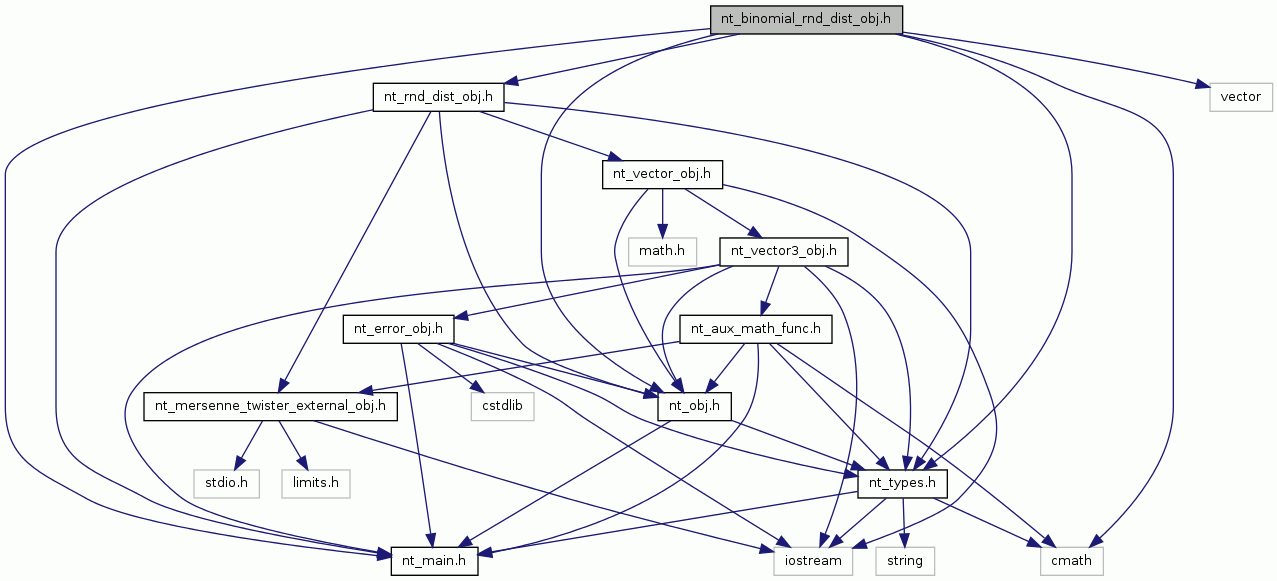 nt_binomial_rnd_dist_obj.h
nt_rnd_dist_obj.h
vector
nt_vector_obj.h
math.h
nt_vector3_obj.h
nt_error_obj.h
nt_aux_math_func.h
nt_mersenne_twister_external_obj.h
cstdlib
nt_obj.h
stdio.h
limits.h
nt_types.h
nt_main.h
iostream
string
cmath